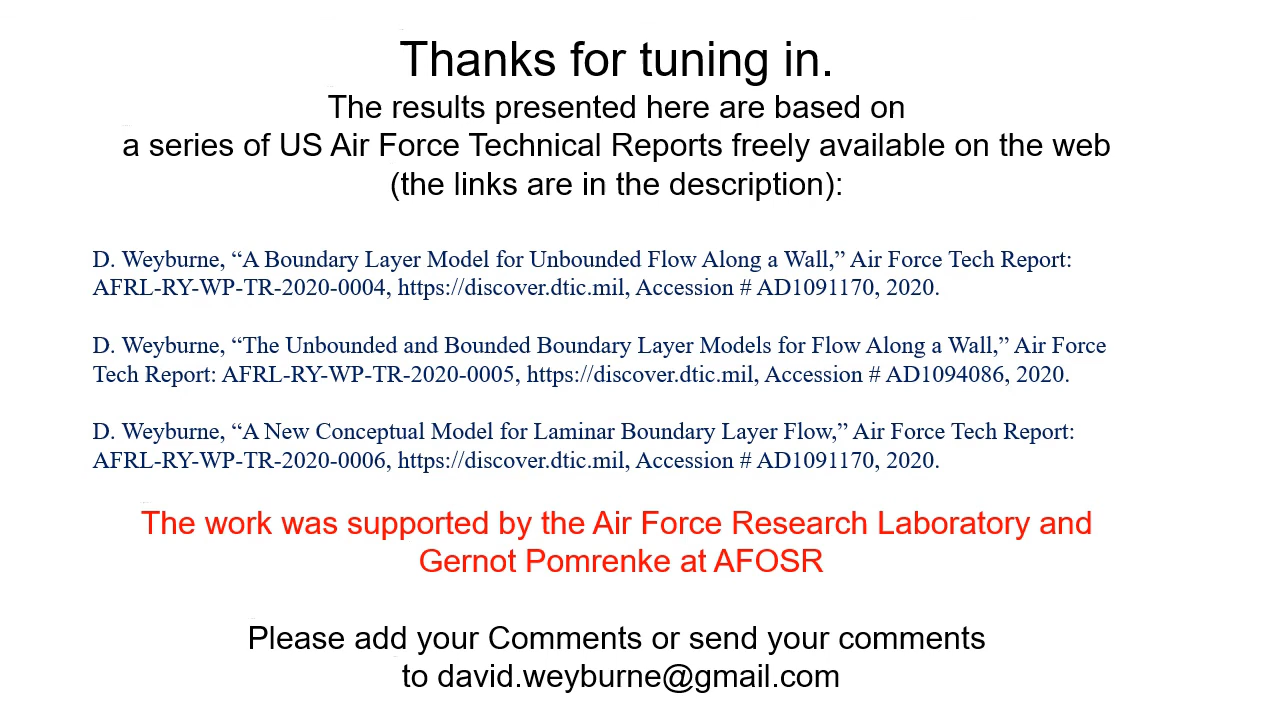 Thanks for tuning in.
The results presented here are based on
a series of US Air Force Technical Reports freely available on the web
(the links are in the description):
D. Weyburne, “A Boundary Layer Model for Unbounded Flow Along a Wall,” Air Force Tech Report:
AFRL-RY-WP-TR-2020-0004, https://discover.dtic.mil, Accession # AD1091170, 2020.
D. Weyburne, “The Unbounded and Bounded Boundary Layer Models for Flow Along a Wall,” Air Force
Tech Report: AFRL-RY-WP-TR-2020-0005, https://discover.dtic.mil, Accession # AD1094086, 2020.
D. Weyburne, “A New Conceptual Model for Laminar Boundary Layer Flow,” Air Force Tech Report:
AFRL-RY-WP-TR-2020-0006, https://discover.dtic.mil, Accession # AD1091170, 2020.
The work was supported by the Air Force Research Laboratory and
Gernot Pomrenke at AFOSR
Please add your Comments or send your comments
to david.weyburne@gmail.com